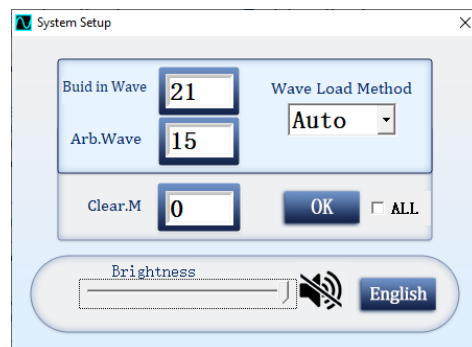 System Setup
Buid in Wave 21 Wave Load Method
Auto
Arb.Wave 15
Clear.M 0 OK ALL
Brightness
English